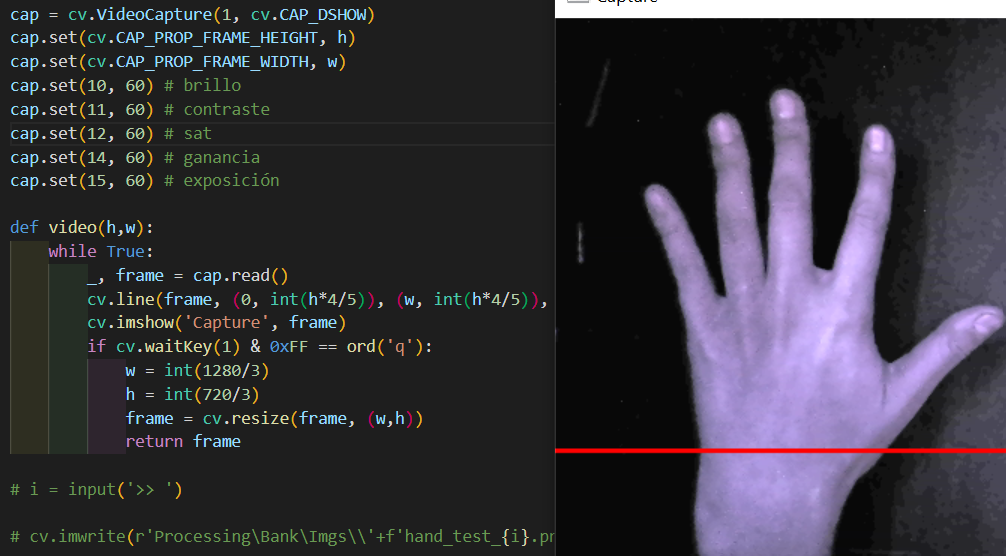 cap = cv.VideoCapture(1, cv.CAP_DSHOW)
cap.set(cv.CAP_PROP_FRAME_HEIGHT, h)
cap.set(cv.CAP_PROP_FRAME_WIDTH, w)
cap.set(10, 60) # brillo
cap.set(11, 60) # contraste
cap.set(12, 60) # sat
cap.set(14, 60) # ganancia
cap.set(15, 60) # exposición
def video(h,w):
while True:
_, frame = cap.read()
cv.line(frame, (0, int(h*4/5)), (w, int(h*4/5)),
cv.imshow('Capture', frame)
if cv.waitKey(1) & 0xFF == ord('q'):
w = int(1280/3)
h = int(720/3)
frame = cv.resize(frame, (w,h))
return frame
# i = input('>> ')
# cv.imwrite(r'Processing\Bank\Imgs\\'+f'hand_test_{i}.pr
Capture